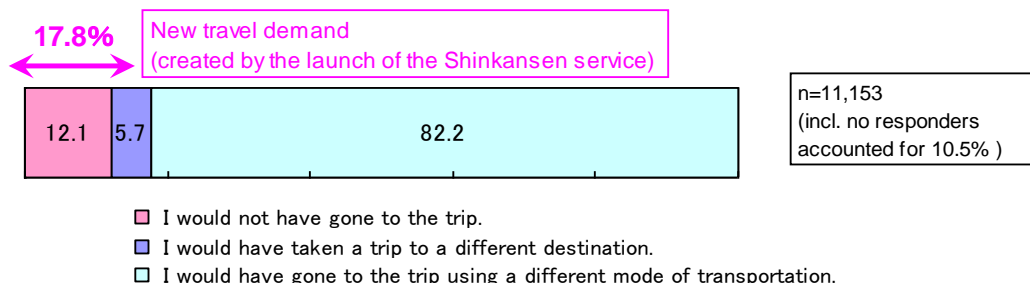 17.8%
New travel demand
(created by the launch of the Shinkansen service)
12.1
5.7
82.2
n=11,153
(incl. no responders
accounted for 10.5% )
I would not have gone to the trip.
I would have taken a trip to a different destination.
I would have gone to the trip using a different mode of transportation.